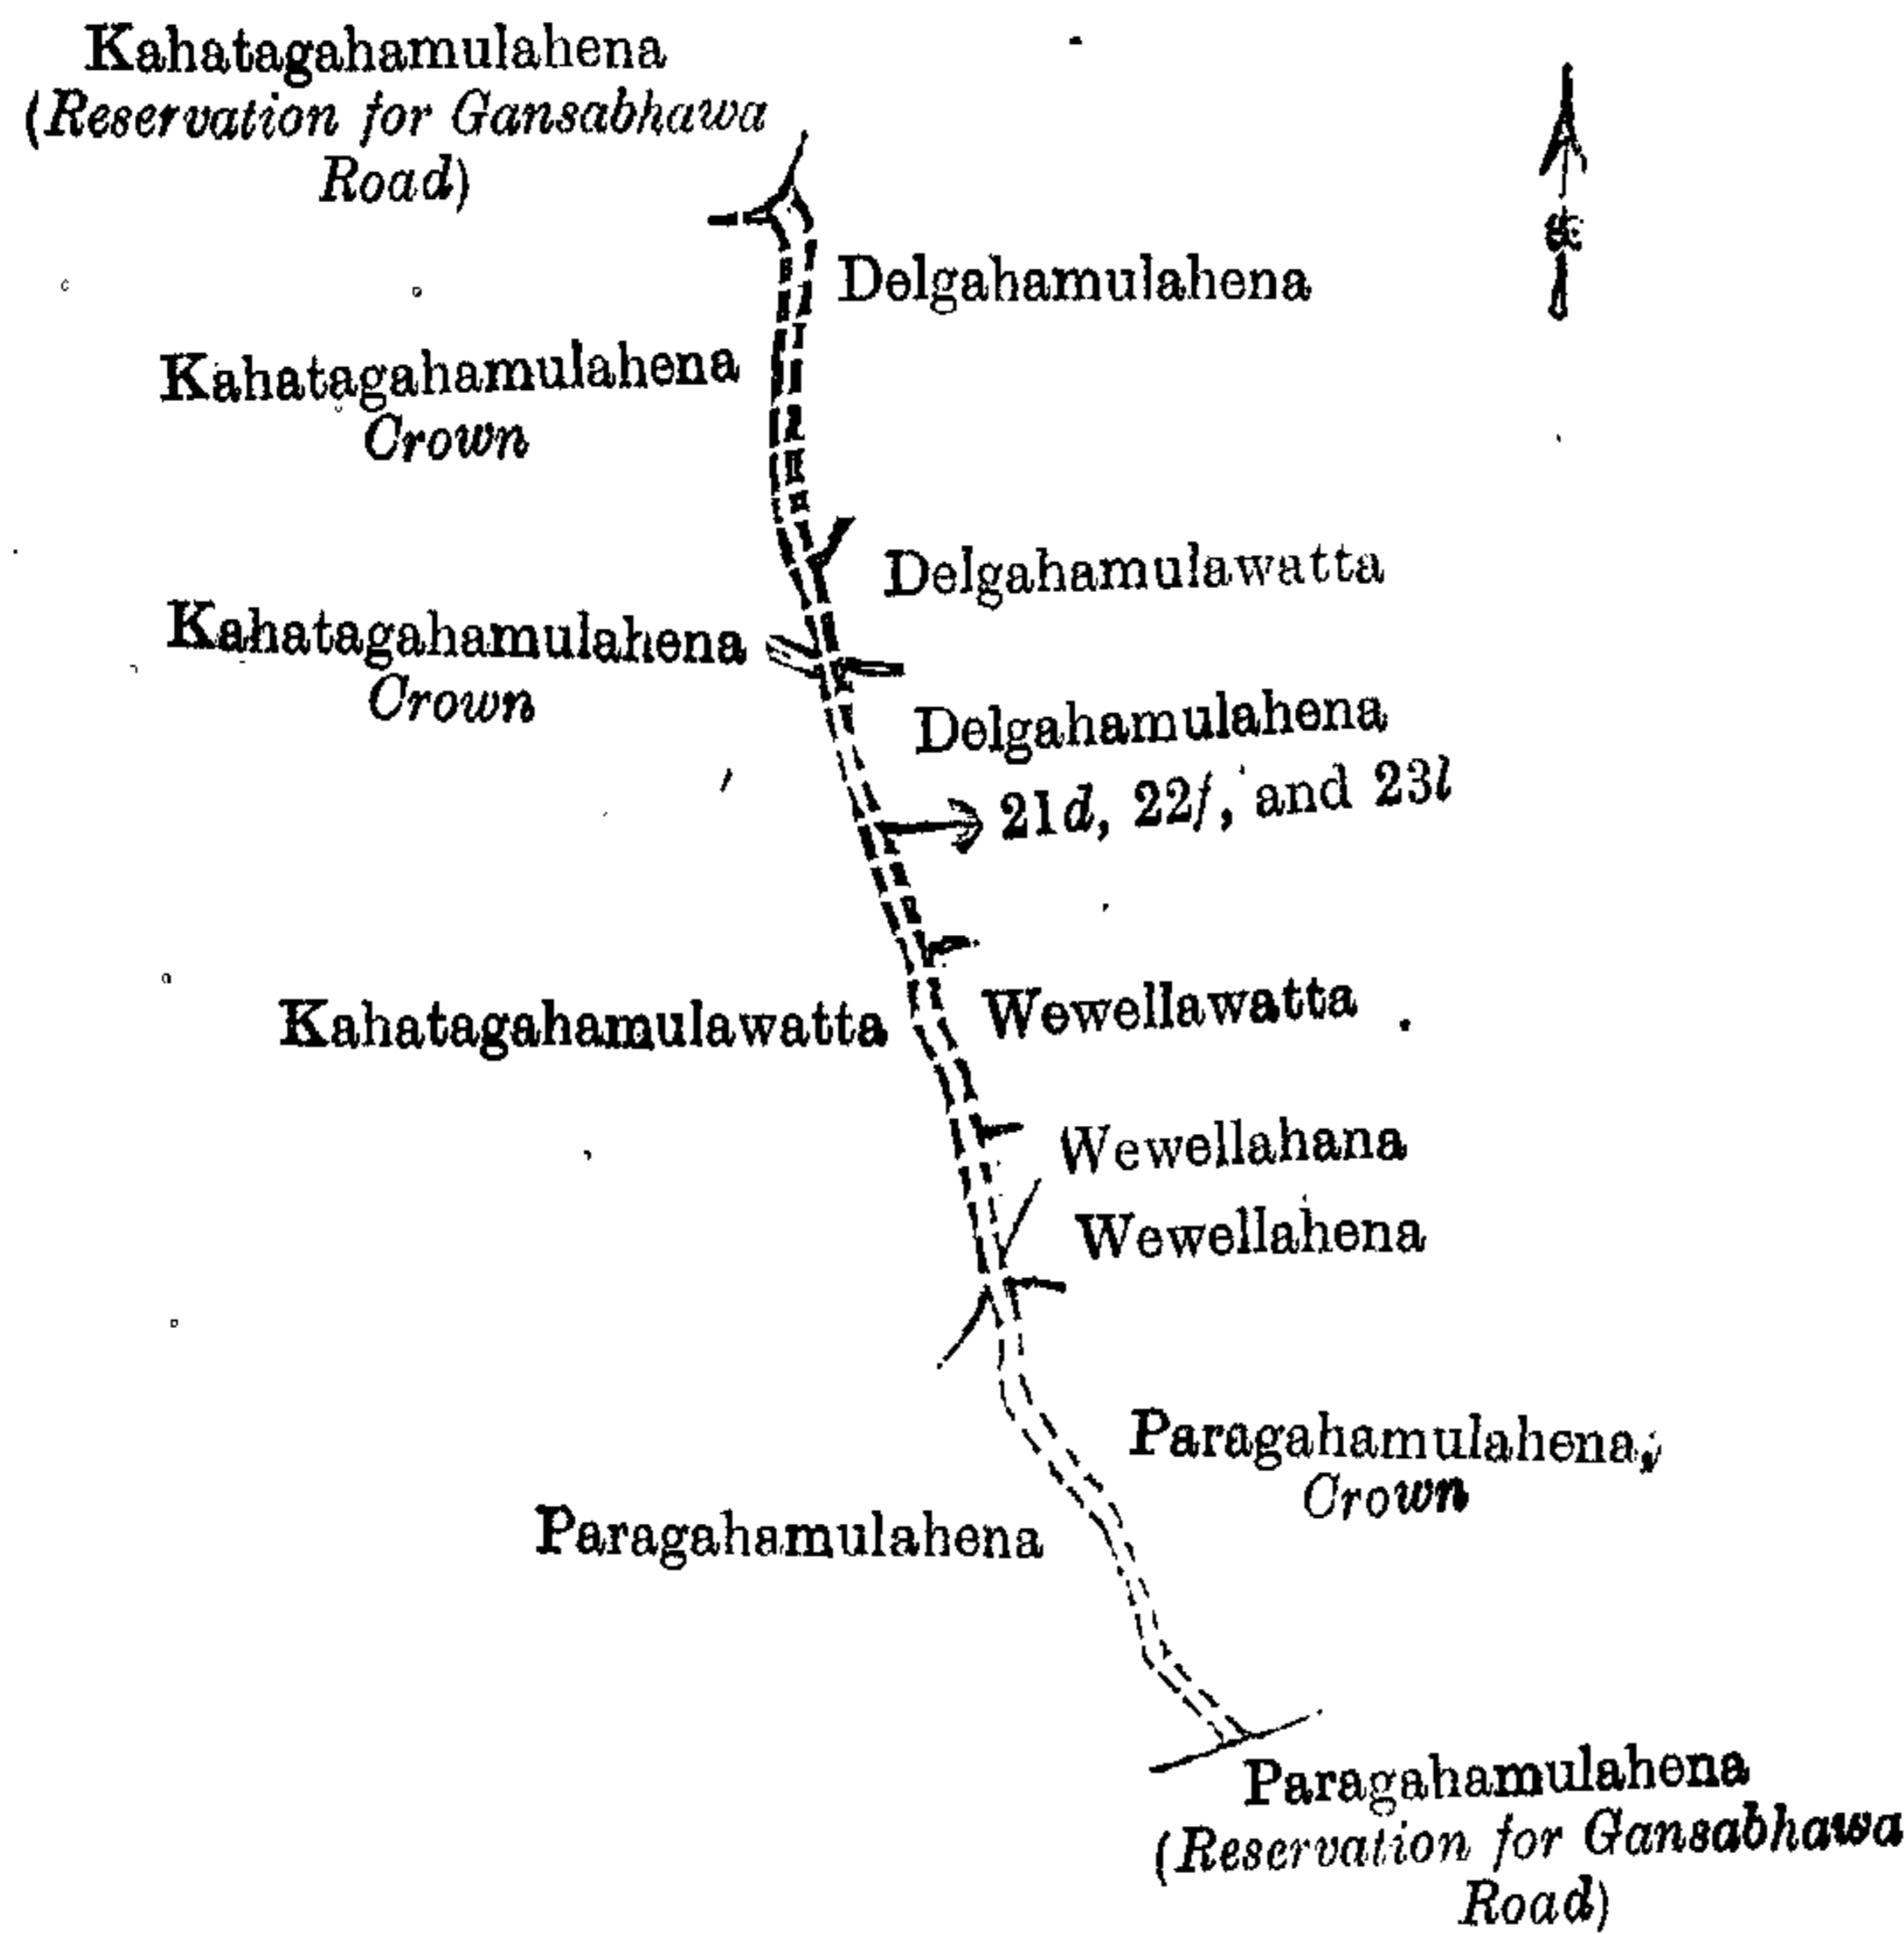 Kahatagahamulahena
(Reservation for Gansabhawa
Road)
Delgahamulahena
Kahatagahamulahena
Crown
Delgahamulawatta
Kahatagahamulahena
Crown
Delgahamulahena
21d, 22f, and 23l
Kahatagahamulawatta
Wewellawatta
Wewellahana
Wewellahena
Paragahamulahena,
Crown
Paragahamulahena
Paragahamulahena
(Reservation for Gansabhawa
Road)